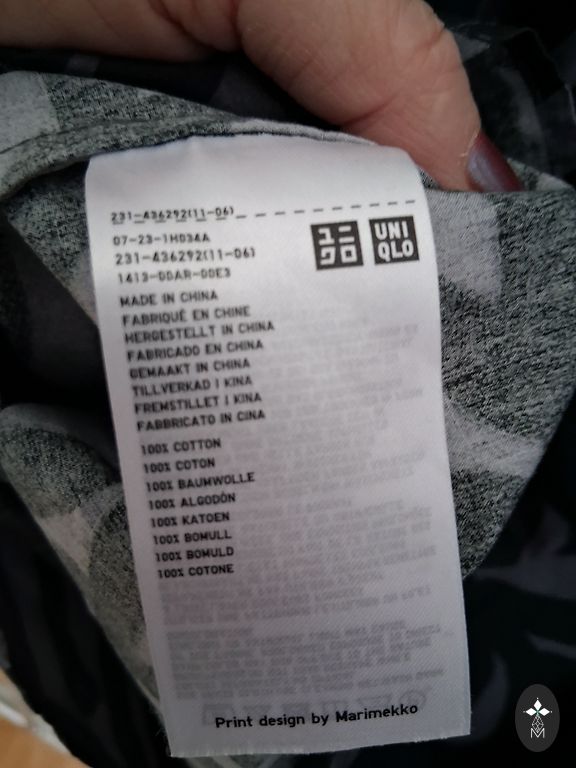 231-436292(11-06)
07-23-1H034A
231-436292(11-06)
1413-00AR-00E3
ユニ
クロ
UNI
QLO
MADE IN CHINA
FABRIQUÉ EN CHINE
HERGESTELLT IN CHINA
FABRICADO EN CHINA
GEMAAKT IN CHINA
TILLVERKAD I KINA
FREMSTILLET I KINA
FABBRICATO IN CINA
100% COTTON
100% COTON
100% BAUMWOLLE
100% ALGODÓN
100% KATOEN
100% BOMULL
100% BOMULD
100% COTONE
Print design by Marimekko
M